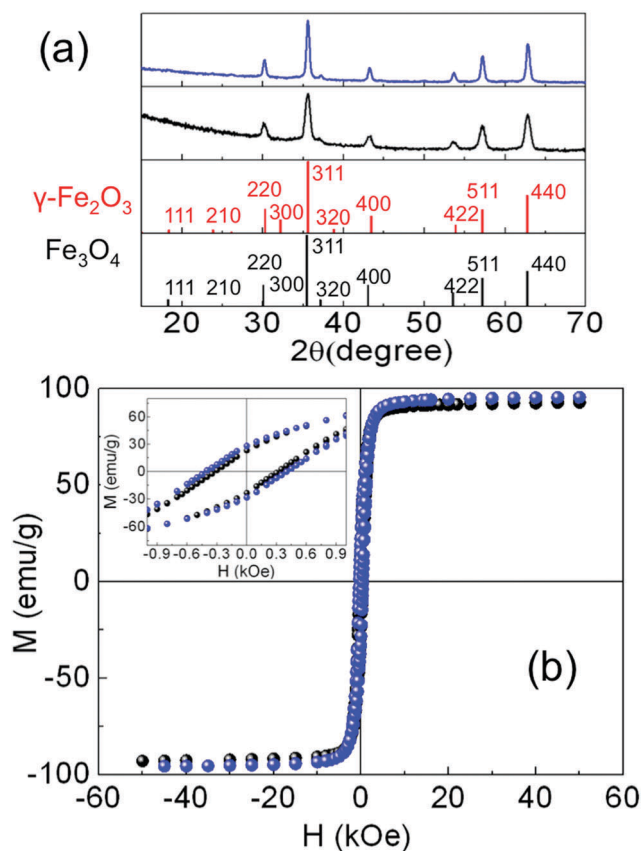 (a)
γ-Fe₂O₃
111 210 220 300 311 320 400 422 511 440
Fe₃O₄
111 210 220 300 311 320 400 422 511 440
20 30 40 50 60 70
2θ(degree)
100
50
0
-50
-100
M (emu/g)
60
30
0
-30
-60
M (emu/g)
-0.9 -0.6 -0.3 0.0 0.3 0.6 0.9
H (kOe)
(b)
-60 -40 -20 0 20 40 60
H (kOe)